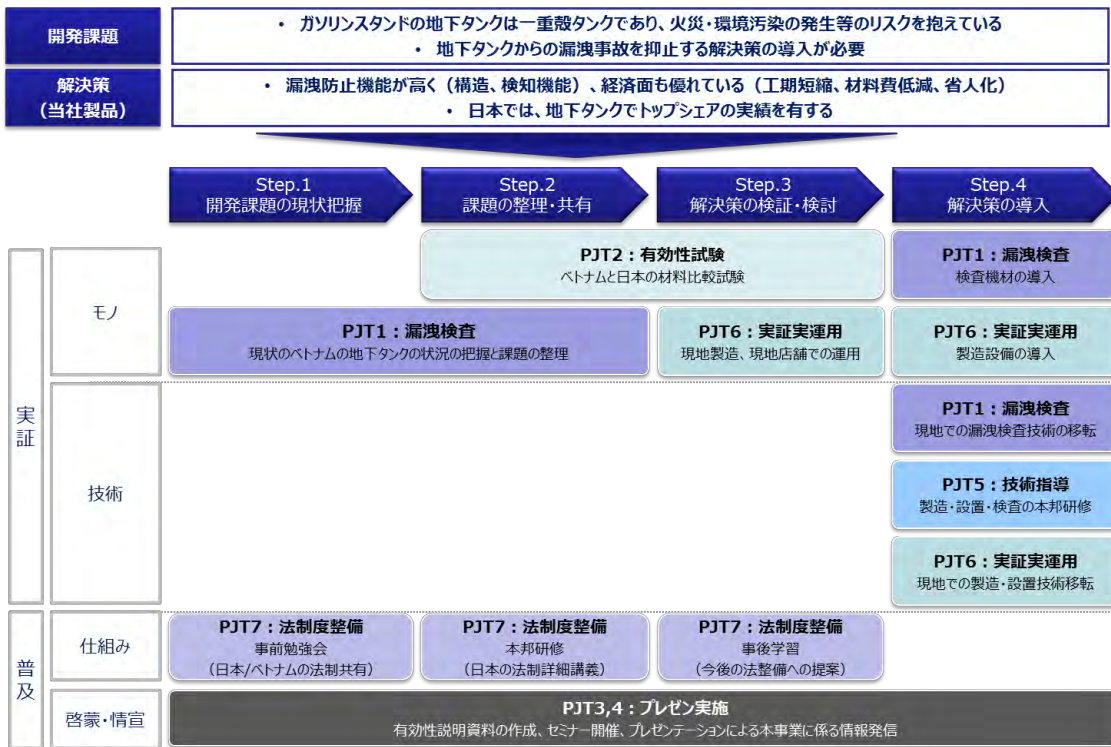 開発課題
• ガソリンスタンドの地下タンクは一重殻タンクであり、火災・環境汚染の発生等のリスクを抱えている
• 地下タンクからの漏洩事故を抑止する解決策の導入が必要
解決策
（当社製品）
• 漏洩防止機能が高く（構造、検知機能）、経済面も優れている（工期短縮、材料費低減、省人化）
• 日本では、地下タンクでトップシェアの実績を有する
Step.1
開発課題の現状把握
Step.2
課題の整理・共有
Step.3
解決策の検証・検討
Step.4
解決策の導入
実証
モノ
PJT2：有効性試験
ベトナムと日本の材料比較試験
PJT1：漏洩検査
検査機材の導入
PJT1：漏洩検査
現状のベトナムの地下タンクの状況の把握と課題の整理
PJT6：実証実運用
現地製造、現地店舗での運用
PJT6：実証実運用
製造設備の導入
技術
PJT1：漏洩検査
現地での漏洩検査技術の移転
PJT5：技術指導
製造・設置・検査の本邦研修
PJT6：実証実運用
現地での製造・設置技術移転
普及
仕組み
PJT7：法制度整備
事前勉強会
（日本/ベトナムの法制共有）
PJT7：法制度整備
本邦研修
（日本の法制詳細講義）
PJT7：法制度整備
事後学習
（今後の法整備への提案）
啓蒙・情宣
PJT3,4：プレゼン実施
有効性説明資料の作成、セミナー開催、プレゼンテーションによる本事業に係る情報発信